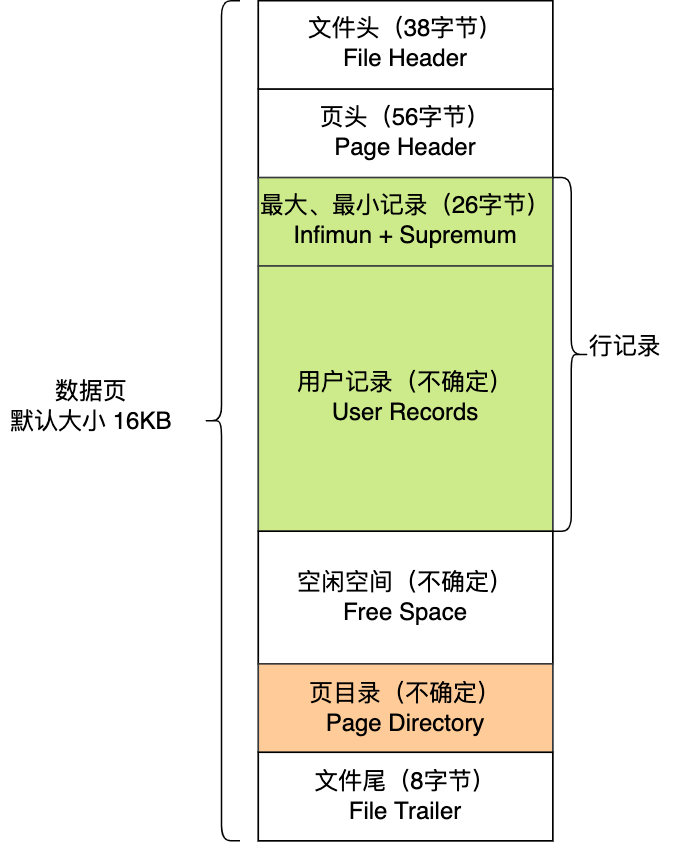 文件头（38字节）
File Header
页头（56字节）
Page Header
最大、最小记录（26字节）
Infimun + Supremum
用户记录（不确定）
User Records
行记录
数据页
默认大小 16KB
空闲空间（不确定）
Free Space
页目录（不确定）
Page Directory
文件尾（8字节）
File Trailer